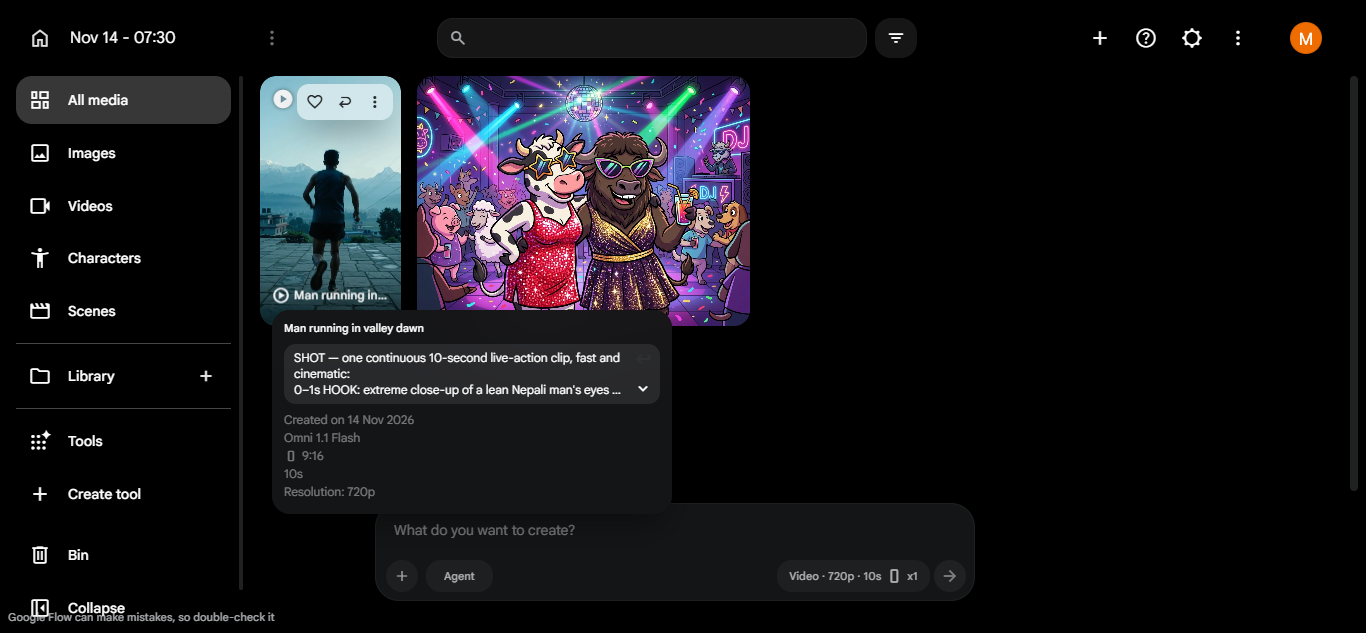 Nov 14 - 07:30
M
All media
Images
Videos
Characters
Scenes
Library
Tools
Create tool
Bin
Collapse
Google Flow can make mistakes, so double-check it
Man running in...
DJ
DJ
Man running in valley dawn
SHOT — one continuous 10-second live-action clip, fast and
cinematic:
0–1s HOOK: extreme close-up of a lean Nepali man's eyes ...
Created on 14 Nov 2026
Omni 1.1 Flash
9:16
10s
Resolution: 720p
What do you want to create?
Agent
Video · 720p · 10s x1